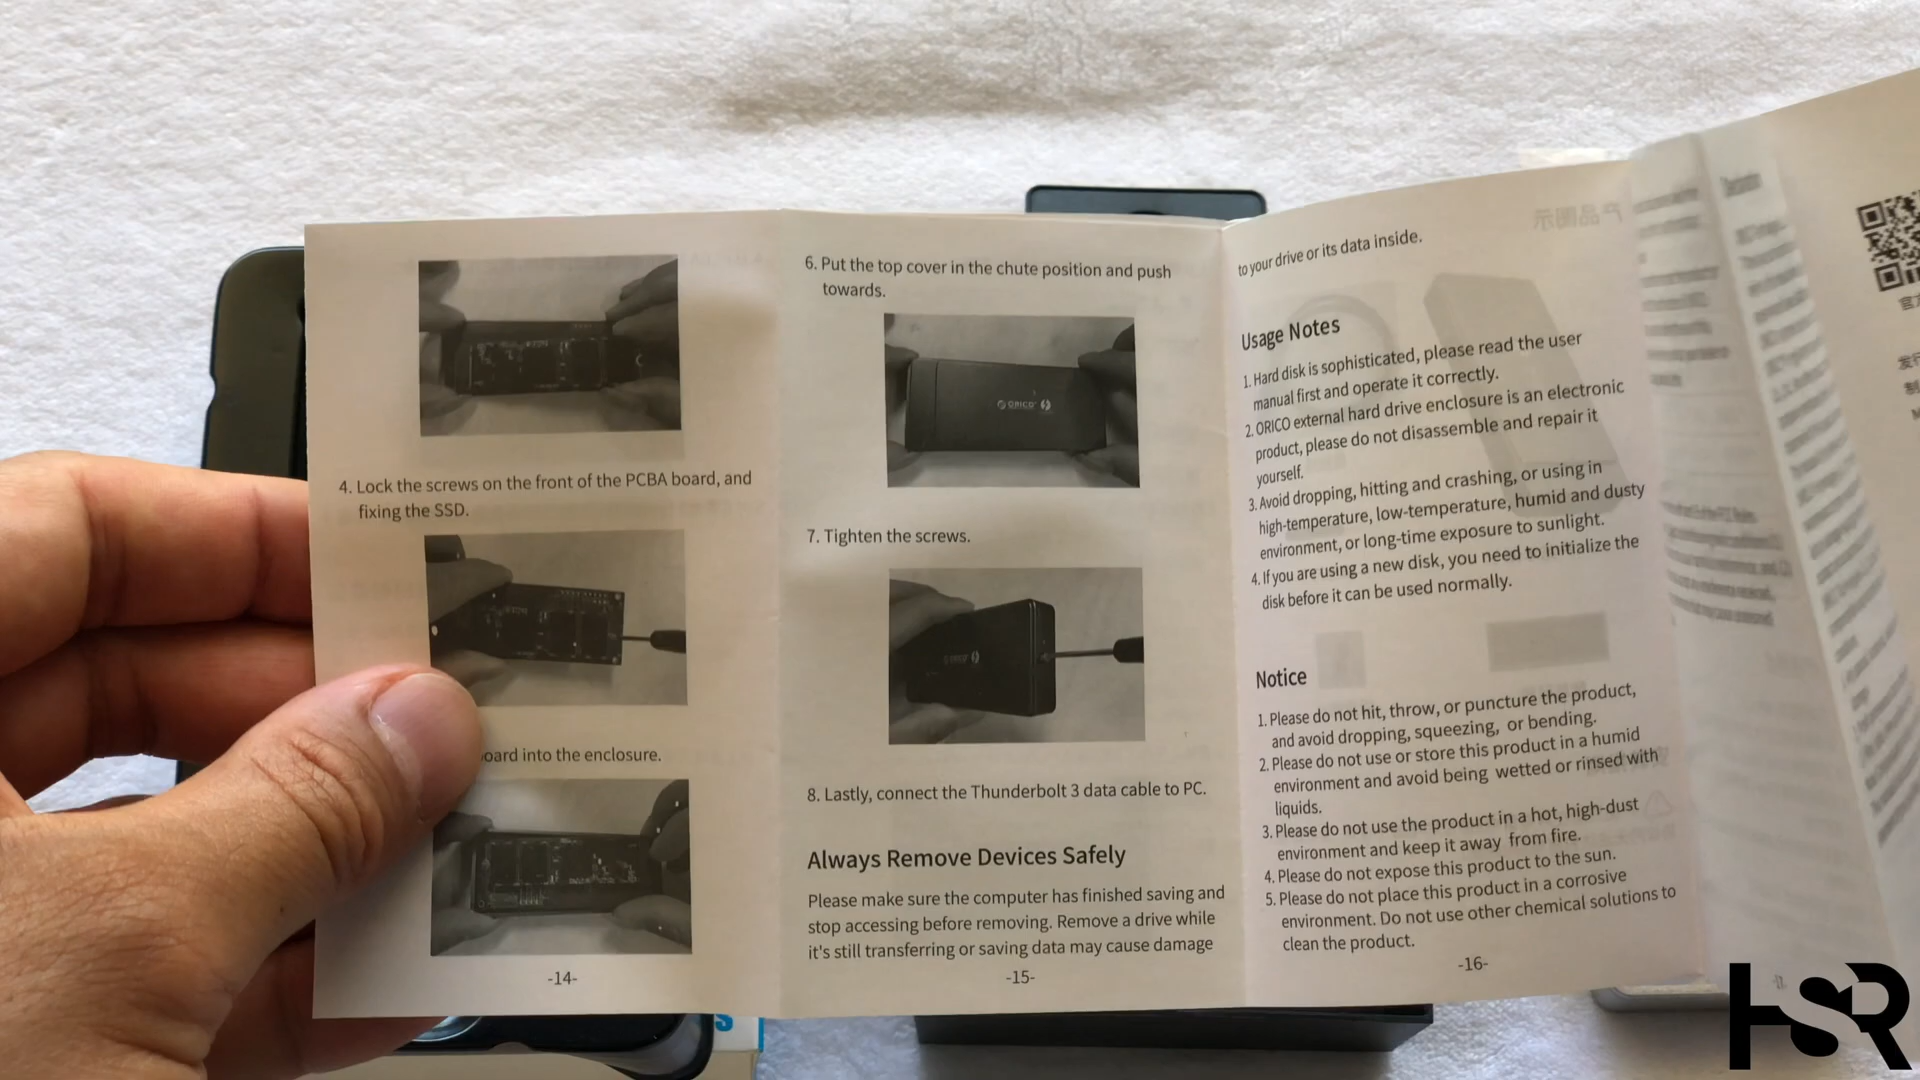 4. Lock the screws on the front of the PCBA board, and
fixing the SSD.
board into the enclosure.
-14-
6. Put the top cover in the chute position and push
towards.
ORICO
7. Tighten the screws.
ORICO
8. Lastly, connect the Thunderbolt 3 data cable to PC.
Always Remove Devices Safely
Please make sure the computer has finished saving and
stop accessing before removing. Remove a drive while
it's still transferring or saving data may cause damage
-15-
to your drive or its data inside.
Usage Notes
1. Hard disk is sophisticated, please read the user
manual first and operate it correctly.
2. ORICO external hard drive enclosure is an electronic
product, please do not disassemble and repair it
yourself.
3. Avoid dropping, hitting and crashing, or using in
high-temperature, low-temperature, humid and dusty
environment, or long-time exposure to sunlight.
4. If you are using a new disk, you need to initialize the
disk before it can be used normally.
Notice
1. Please do not hit, throw, or puncture the product,
and avoid dropping, squeezing, or bending.
2. Please do not use or store this product in a humid
environment and avoid being wetted or rinsed with
liquids.
3. Please do not use the product in a hot, high-dust
environment and keep it away from fire.
4. Please do not expose this product to the sun.
5. Please do not place this product in a corrosive
environment. Do not use other chemical solutions to
clean the product.
-16-
HSR